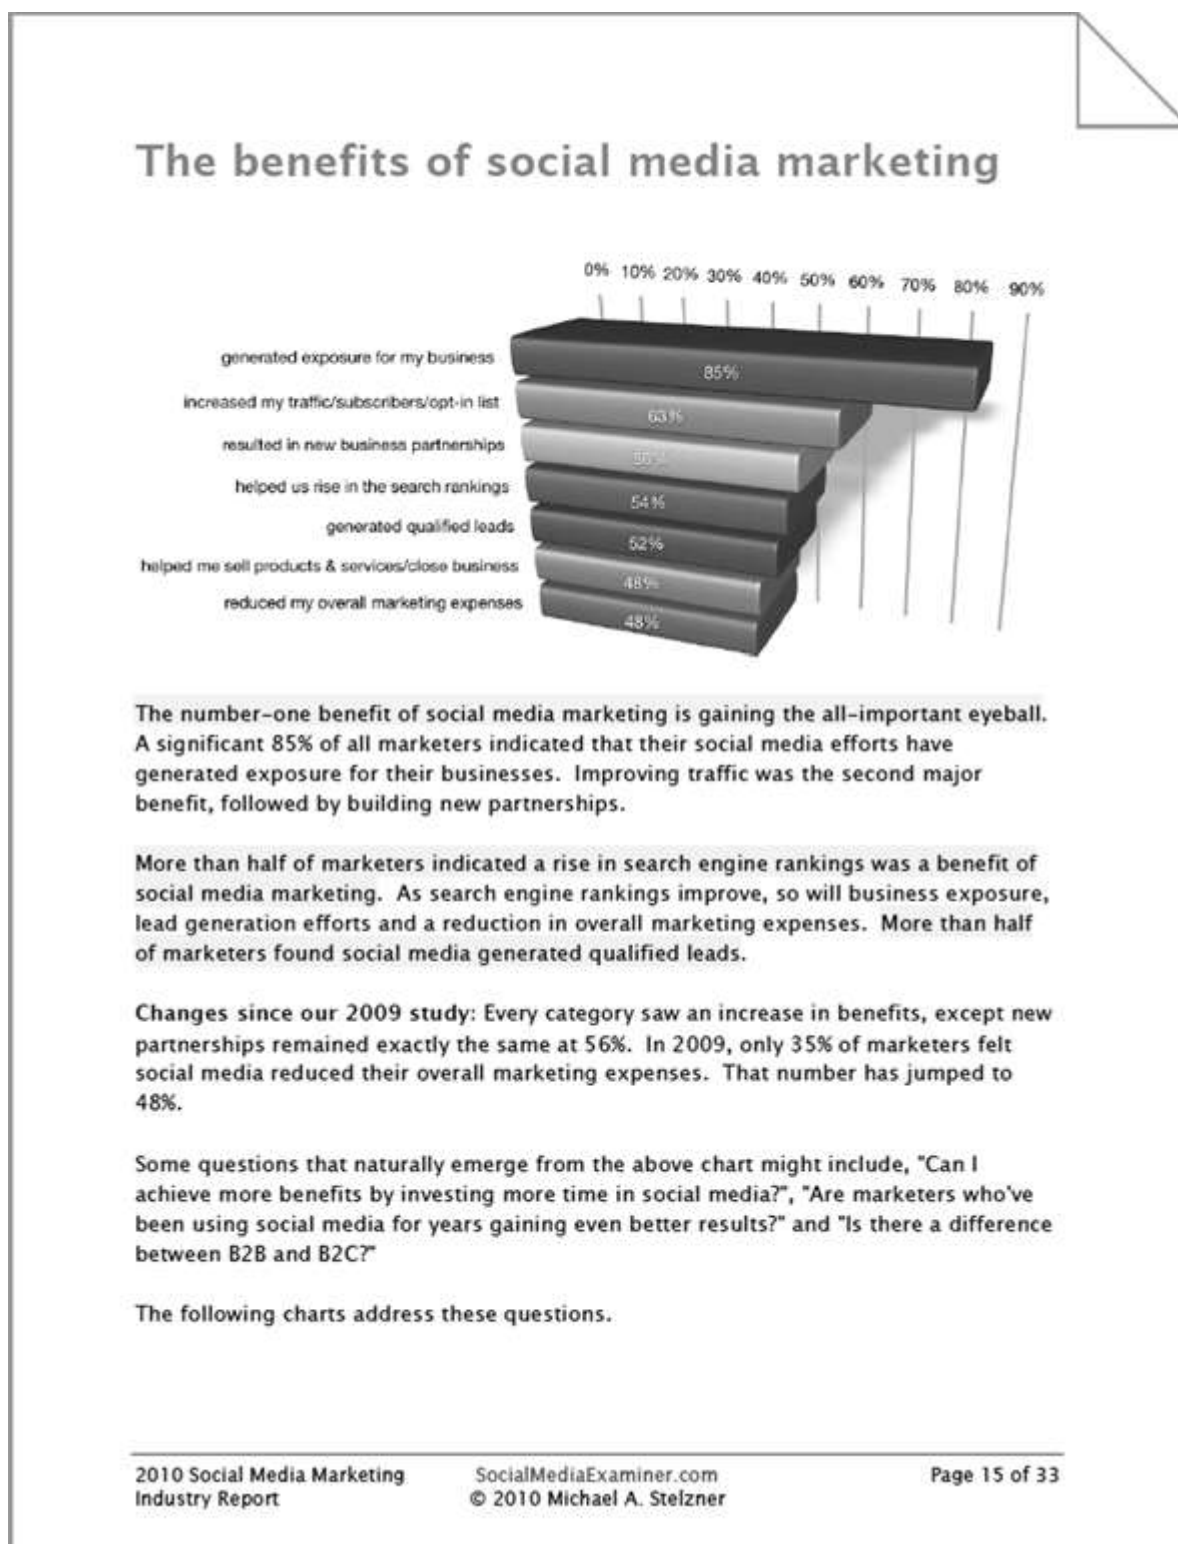 The benefits of social media marketing
0% 10% 20% 30% 40% 50% 60% 70% 80% 90%
generated exposure for my business
85%
increased my traffic/subscribers/opt-in list
63%
resulted in new business partnerships
56%
helped us rise in the search rankings
54%
generated qualified leads
52%
helped me sell products & services/close business
48%
reduced my overall marketing expenses
48%
The number-one benefit of social media marketing is gaining the all-important eyeball.
A significant 85% of all marketers indicated that their social media efforts have
generated exposure for their businesses. Improving traffic was the second major
benefit, followed by building new partnerships.
More than half of marketers indicated a rise in search engine rankings was a benefit of
social media marketing. As search engine rankings improve, so will business exposure,
lead generation efforts and a reduction in overall marketing expenses. More than half
of marketers found social media generated qualified leads.
Changes since our 2009 study: Every category saw an increase in benefits, except new
partnerships remained exactly the same at 56%. In 2009, only 35% of marketers felt
social media reduced their overall marketing expenses. That number has jumped to
48%.
Some questions that naturally emerge from the above chart might include, "Can I
achieve more benefits by investing more time in social media?", "Are marketers who've
been using social media for years gaining even better results?" and "Is there a difference
between B2B and B2C?"
The following charts address these questions.
2010 Social Media Marketing SocialMediaExaminer.com Page 15 of 33
Industry Report © 2010 Michael A. Stelzner